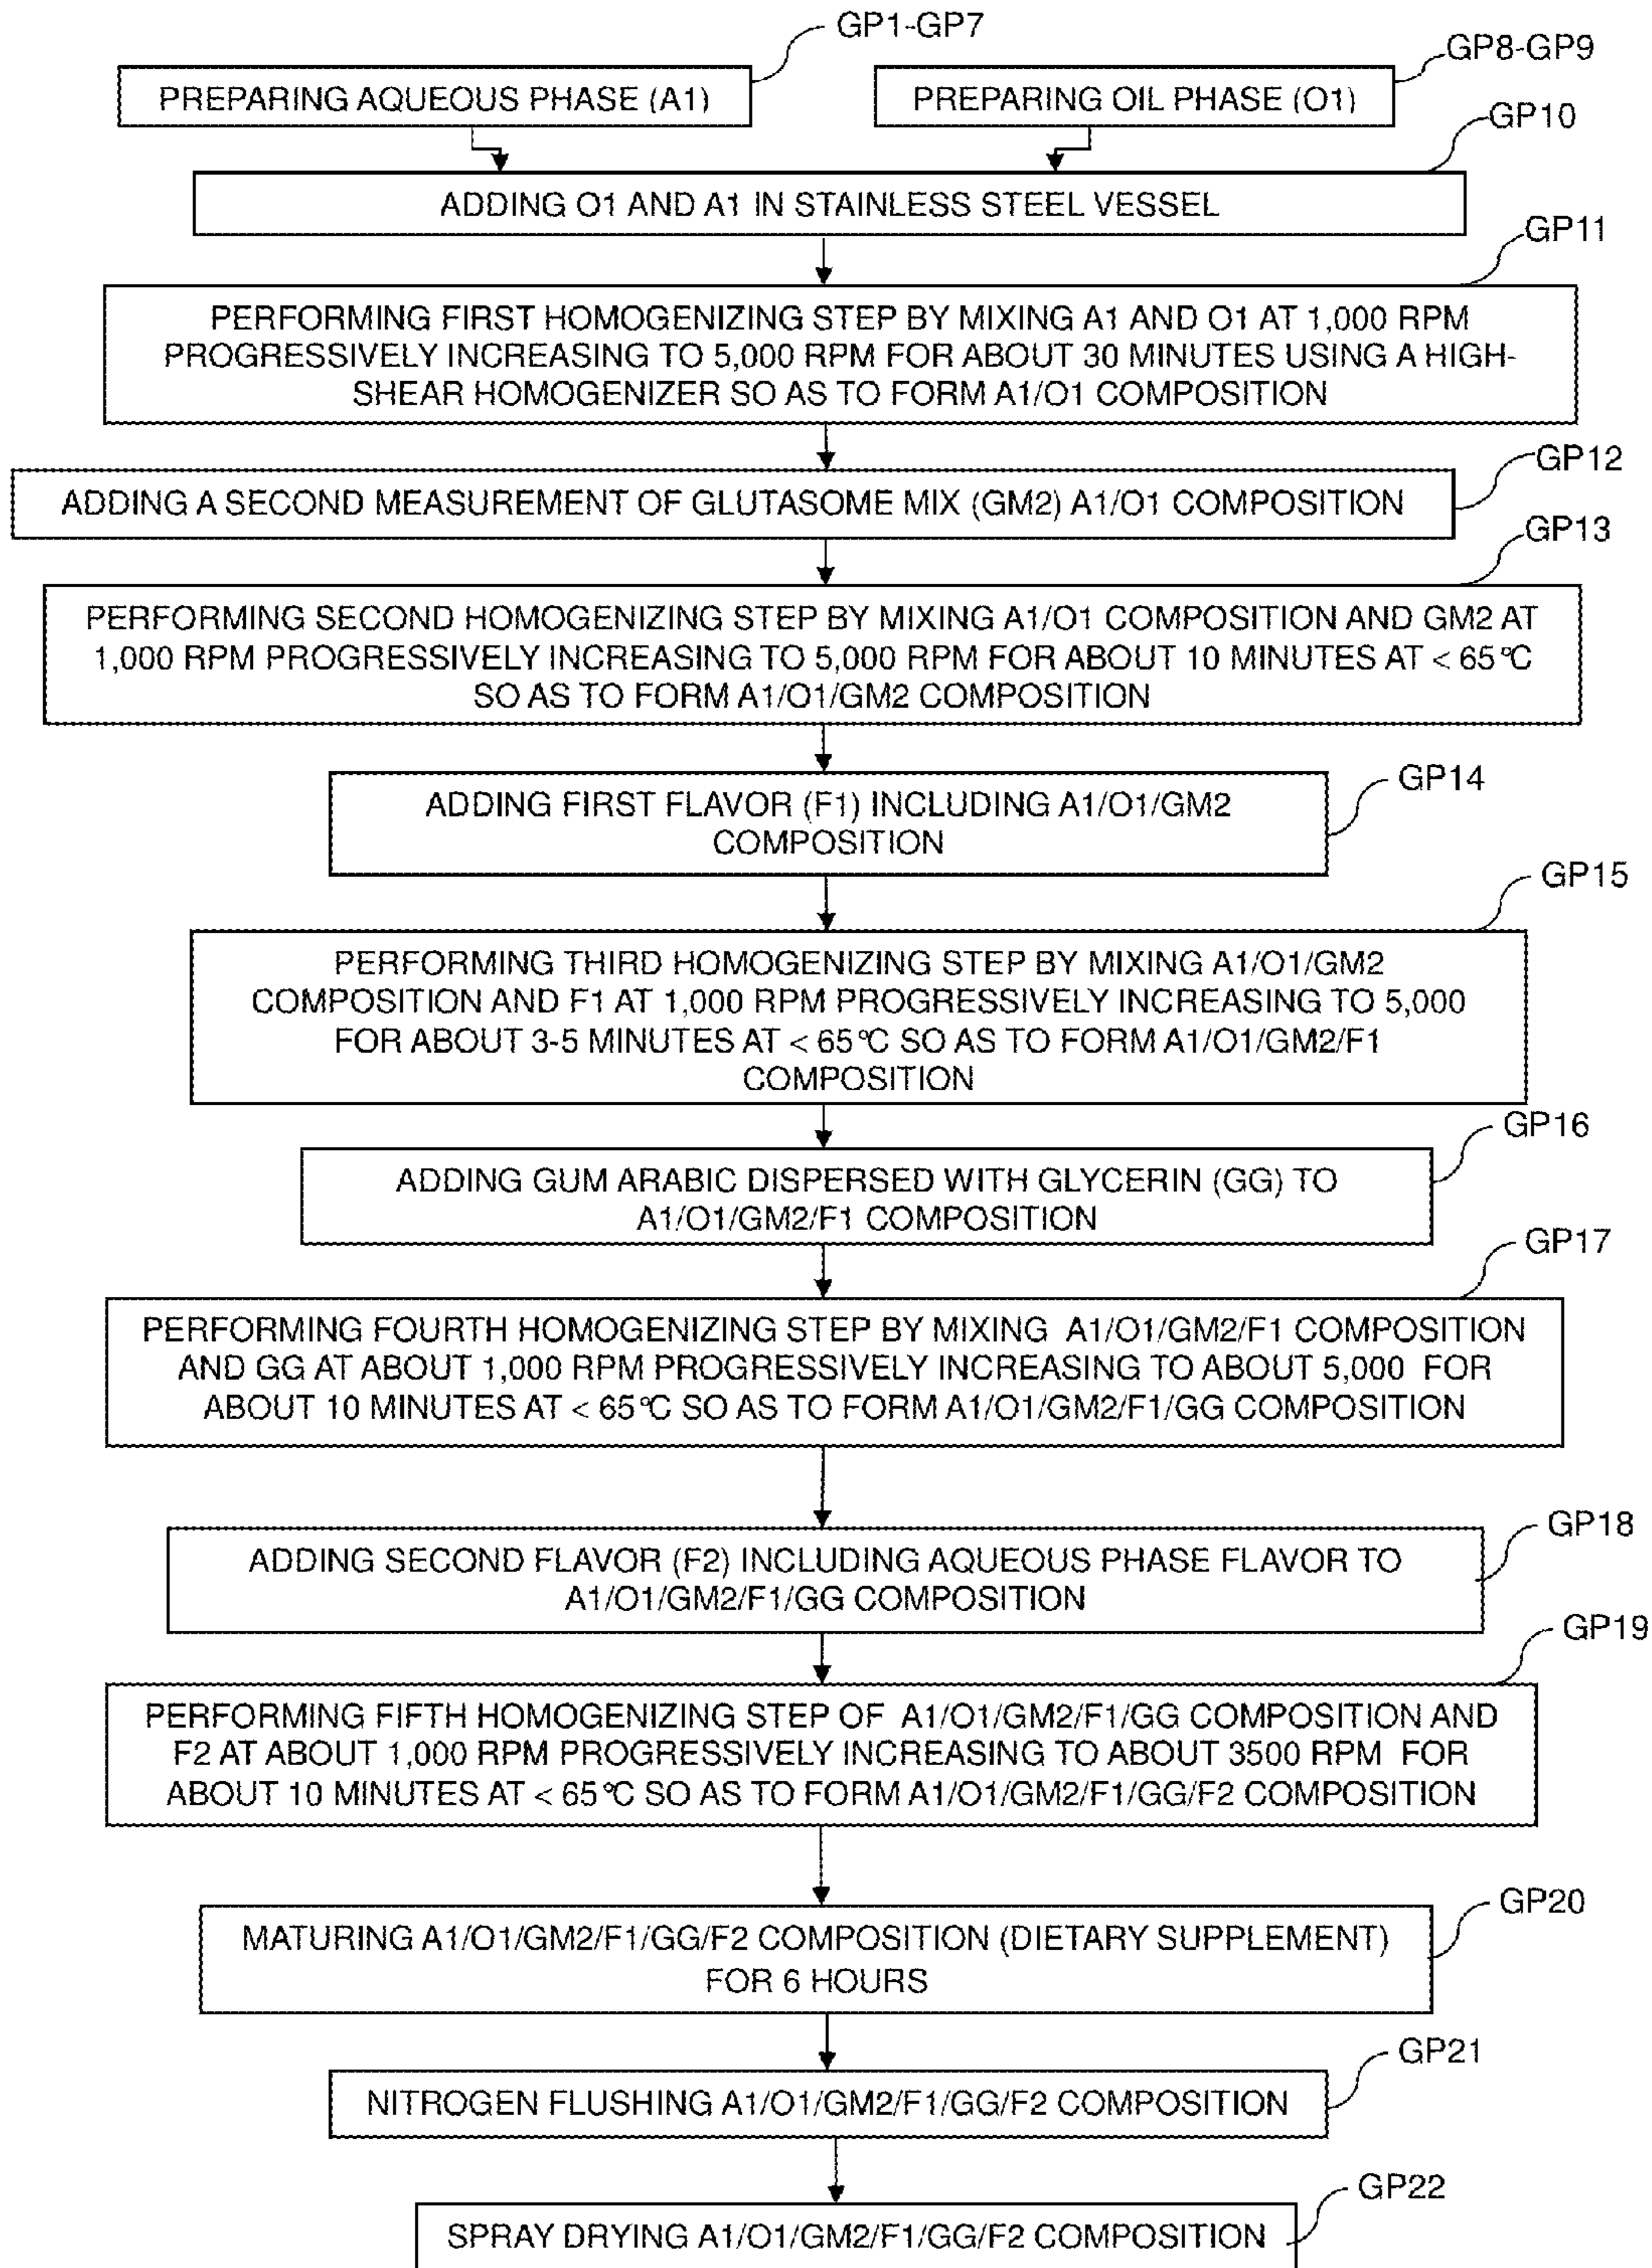 GP1-GP7
GP8-GP9
PREPARING AQUEOUS PHASE (A1)
PREPARING OIL PHASE (O1)
GP10
ADDING O1 AND A1 IN STAINLESS STEEL VESSEL
GP11
PERFORMING FIRST HOMOGENIZING STEP BY MIXING A1 AND O1 AT 1,000 RPM
PROGRESSIVELY INCREASING TO 5,000 RPM FOR ABOUT 30 MINUTES USING A HIGH-
SHEAR HOMOGENIZER SO AS TO FORM A1/O1 COMPOSITION
GP12
ADDING A SECOND MEASUREMENT OF GLUTASOME MIX (GM2) A1/O1 COMPOSITION
GP13
PERFORMING SECOND HOMOGENIZING STEP BY MIXING A1/O1 COMPOSITION AND GM2 AT
1,000 RPM PROGRESSIVELY INCREASING TO 5,000 RPM FOR ABOUT 10 MINUTES AT < 65°C
SO AS TO FORM A1/O1/GM2 COMPOSITION
GP14
ADDING FIRST FLAVOR (F1) INCLUDING A1/O1/GM2
COMPOSITION
GP15
PERFORMING THIRD HOMOGENIZING STEP BY MIXING A1/O1/GM2
COMPOSITION AND F1 AT 1,000 RPM PROGRESSIVELY INCREASING TO 5,000
FOR ABOUT 3-5 MINUTES AT < 65°C SO AS TO FORM A1/O1/GM2/F1
COMPOSITION
GP16
ADDING GUM ARABIC DISPERSED WITH GLYCERIN (GG) TO
A1/O1/GM2/F1 COMPOSITION
GP17
PERFORMING FOURTH HOMOGENIZING STEP BY MIXING A1/O1/GM2/F1 COMPOSITION
AND GG AT ABOUT 1,000 RPM PROGRESSIVELY INCREASING TO ABOUT 5,000 FOR
ABOUT 10 MINUTES AT < 65°C SO AS TO FORM A1/O1/GM2/F1/GG COMPOSITION
GP18
ADDING SECOND FLAVOR (F2) INCLUDING AQUEOUS PHASE FLAVOR TO
A1/O1/GM2/F1/GG COMPOSITION
GP19
PERFORMING FIFTH HOMOGENIZING STEP OF A1/O1/GM2/F1/GG COMPOSITION AND
F2 AT ABOUT 1,000 RPM PROGRESSIVELY INCREASING TO ABOUT 3500 RPM FOR
ABOUT 10 MINUTES AT < 65°C SO AS TO FORM A1/O1/GM2/F1/GG/F2 COMPOSITION
GP20
MATURING A1/O1/GM2/F1/GG/F2 COMPOSITION (DIETARY SUPPLEMENT)
FOR 6 HOURS
GP21
NITROGEN FLUSHING A1/O1/GM2/F1/GG/F2 COMPOSITION
GP22
SPRAY DRYING A1/O1/GM2/F1/GG/F2 COMPOSITION